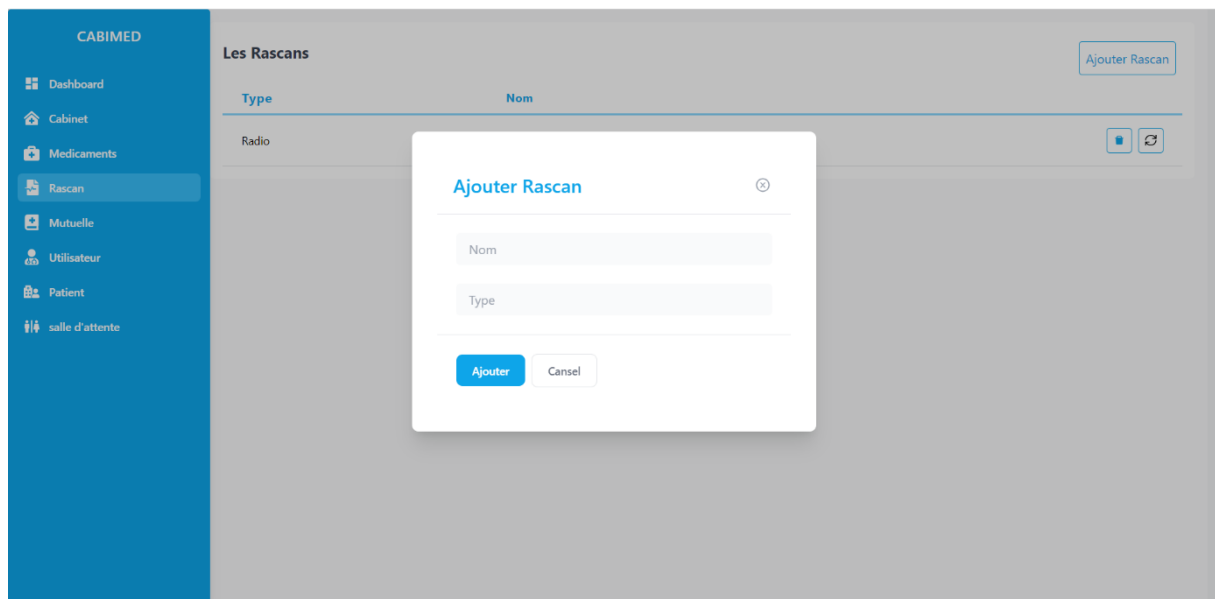 CABIMED
Dashboard
Cabinet
Medicaments
Rascan
Mutuelle
Utilisateur
Patient
salle d'attente
Les Rascans
Ajouter Rascan
Type Nom
Radio
Ajouter Rascan
Nom
Type
Ajouter Cansel